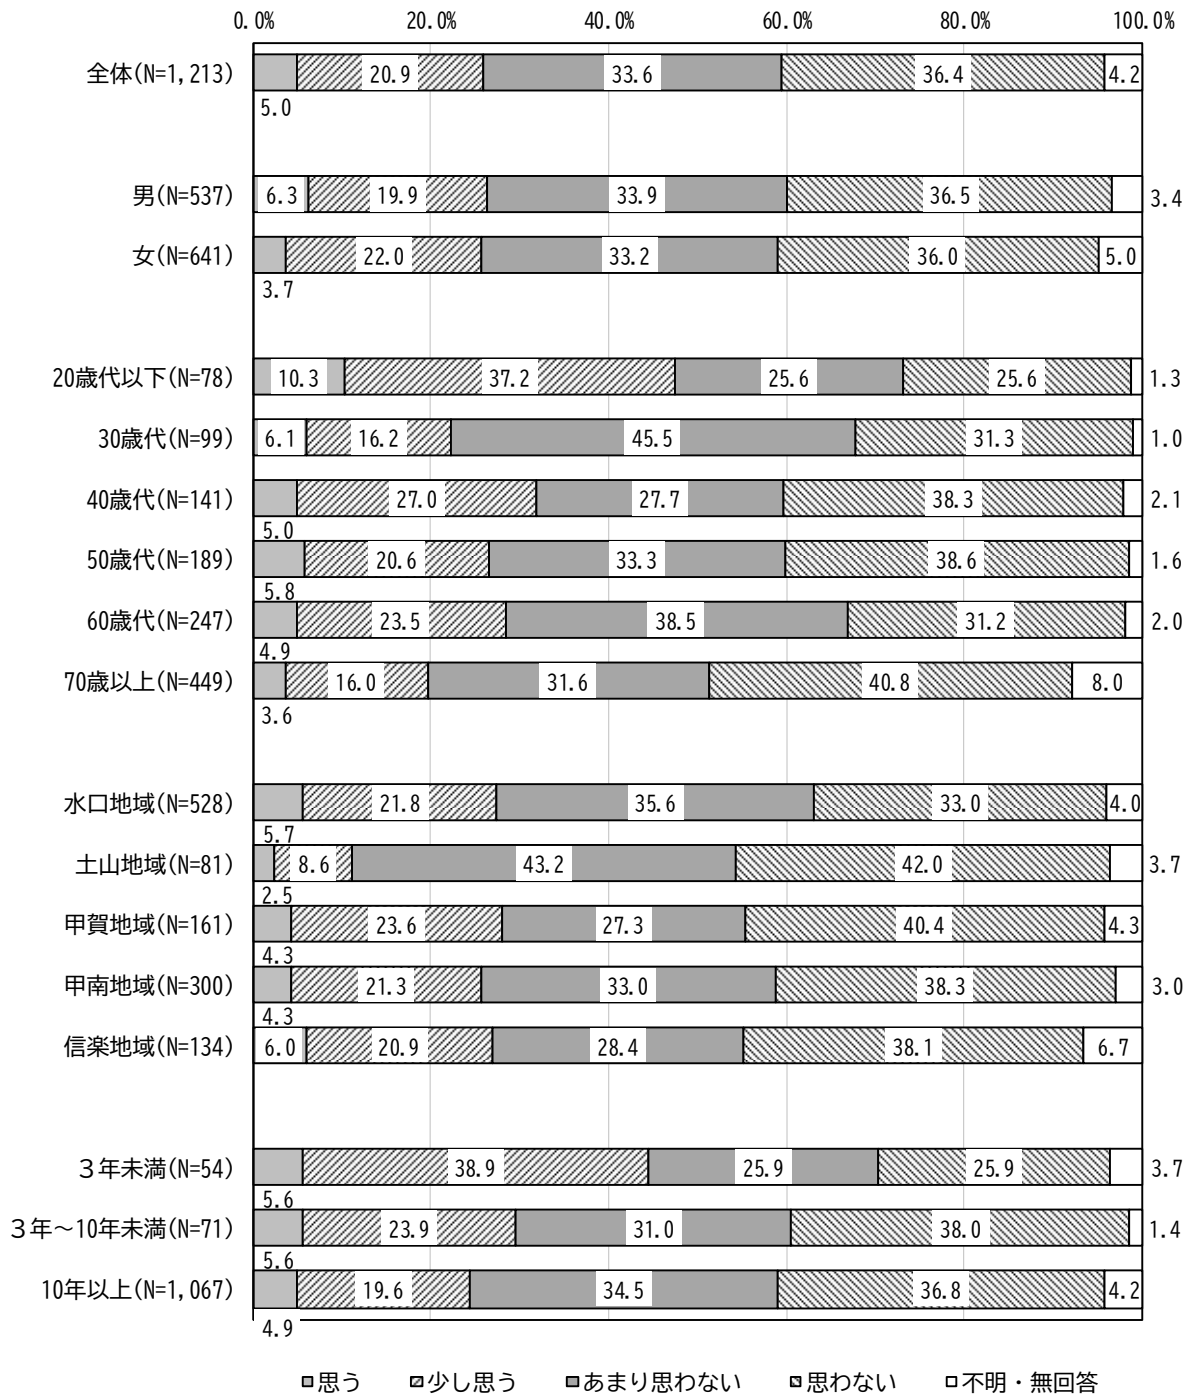 0.0% 20.0% 40.0% 60.0% 80.0% 100.0%
全体(N=1,213) 20.9 33.6 36.4 4.2
5.0
男(N=537) 6.3 19.9 33.9 36.5 3.4
女(N=641) 22.0 33.2 36.0 5.0
3.7
20歳代以下(N=78) 10.3 37.2 25.6 25.6 1.3
30歳代(N=99) 6.1 16.2 45.5 31.3 1.0
40歳代(N=141) 27.0 27.7 38.3 2.1
5.0
50歳代(N=189) 20.6 33.3 38.6 1.6
5.8
60歳代(N=247) 23.5 38.5 31.2 2.0
4.9
70歳以上(N=449) 16.0 31.6 40.8 8.0
3.6
水口地域(N=528) 21.8 35.6 33.0 4.0
5.7
土山地域(N=81) 8.6 43.2 42.0 3.7
2.5
甲賀地域(N=161) 23.6 27.3 40.4 4.3
4.3
甲南地域(N=300) 21.3 33.0 38.3 3.0
4.3
信楽地域(N=134) 6.0 20.9 28.4 38.1 6.7
３年未満(N=54) 38.9 25.9 25.9 3.7
5.6
３年～10年未満(N=71) 23.9 31.0 38.0 1.4
5.6
10年以上(N=1,067) 19.6 34.5 36.8 4.2
4.9
思う 少し思う あまり思わない 思わない 不明・無回答